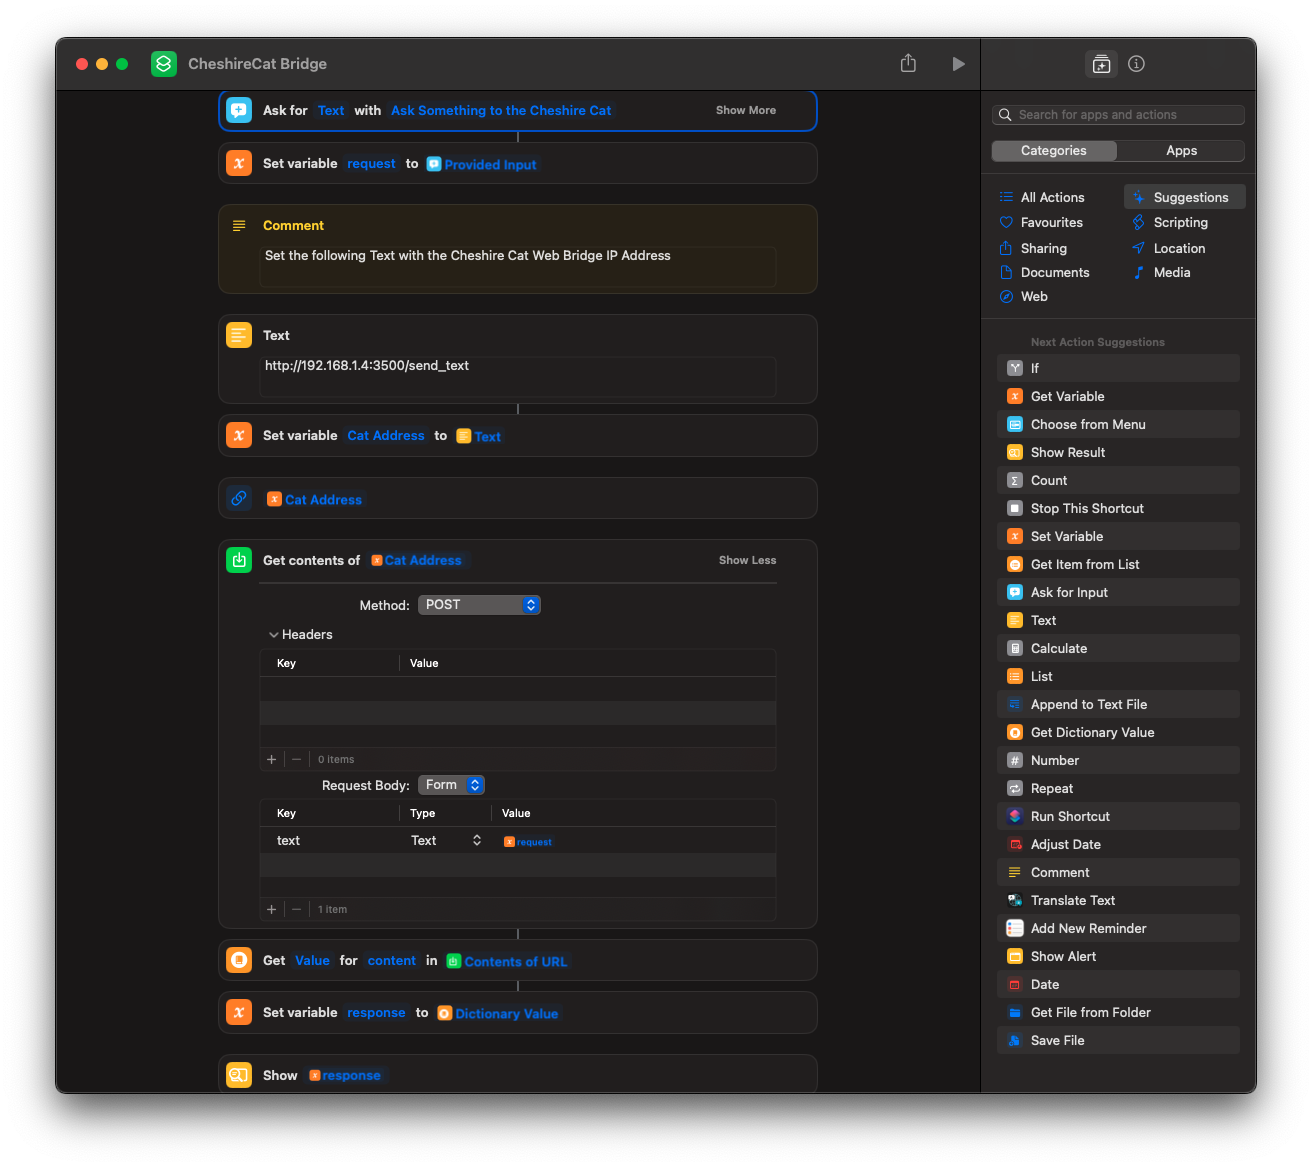 CheshireCat Bridge
Ask for Text with Ask Something to the Cheshire Cat Show More
Set variable request to Provided Input
Comment
Set the following Text with the Cheshire Cat Web Bridge IP Address
Text
http://192.168.1.4:3500/send_text
Set variable Cat Address to Text
Cat Address
Get contents of Cat Address Show Less
Method: POST
Headers
Key Value
0 items
Request Body: Form
Key Type Value
text Text request
1 item
Get Value for content in Contents of URL
Set variable response to Dictionary Value
Show response
Search for apps and actions
Categories Apps
All Actions Suggestions
Favourites Scripting
Sharing Location
Documents Media
Web
Next Action Suggestions
If
Get Variable
Choose from Menu
Show Result
Count
Stop This Shortcut
Set Variable
Get Item from List
Ask for Input
Text
Calculate
List
Append to Text File
Get Dictionary Value
Number
Repeat
Run Shortcut
Adjust Date
Comment
Translate Text
Add New Reminder
Show Alert
Date
Get File from Folder
Save File